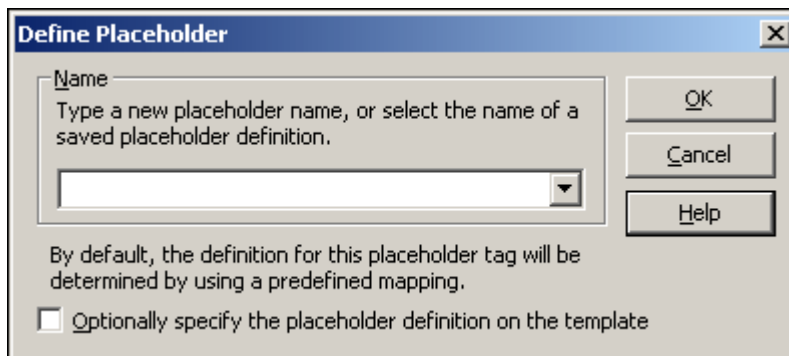 Define Placeholder
Name
Type a new placeholder name, or select the name of a
saved placeholder definition.
OK
Cancel
Help
By default, the definition for this placeholder tag will be
determined by using a predefined mapping.
Optionally specify the placeholder definition on the template